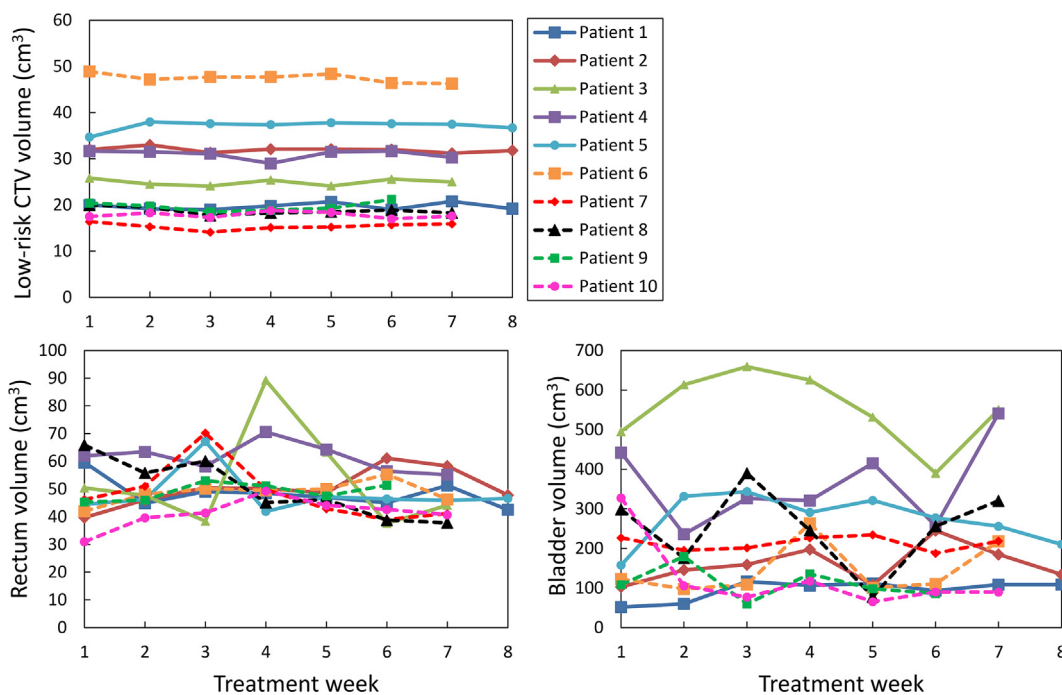 Low-risk CTV volume (cm³)
60
50
40
30
20
10
0
1 2 3 4 5 6 7 8
Patient 1
Patient 2
Patient 3
Patient 4
Patient 5
Patient 6
Patient 7
Patient 8
Patient 9
Patient 10
Rectum volume (cm³)
100
90
80
70
60
50
40
30
20
10
0
1 2 3 4 5 6 7 8
Treatment week
Bladder volume (cm³)
700
600
500
400
300
200
100
0
1 2 3 4 5 6 7 8
Treatment week